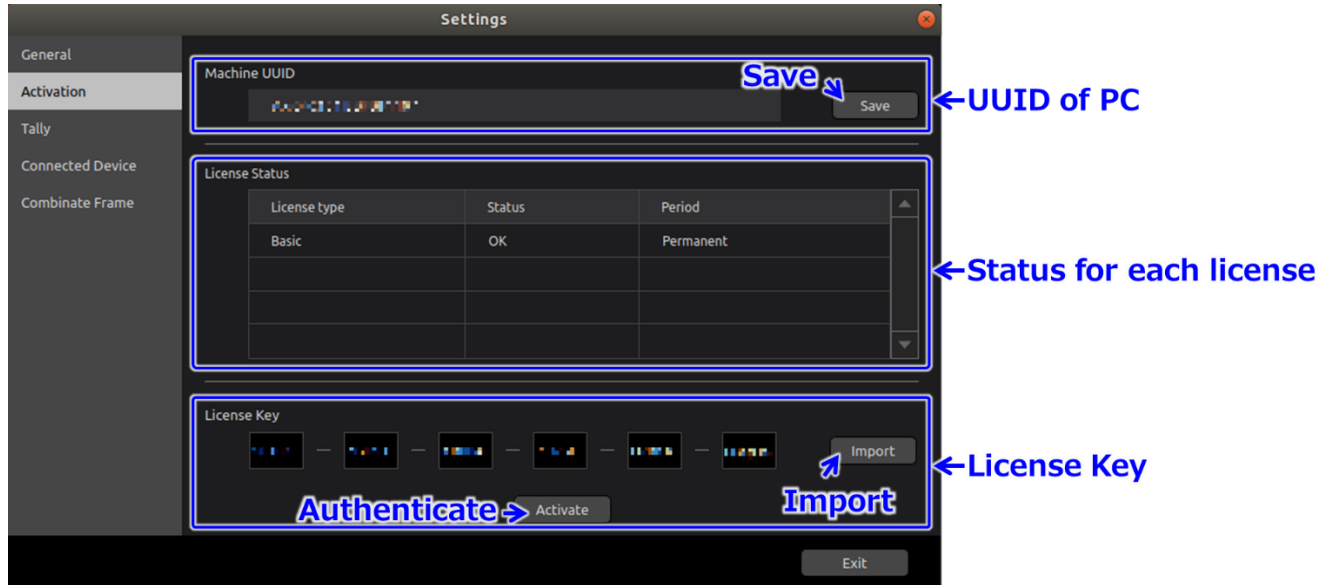 Settings
General
Activation
Tally
Connected Device
Combinate Frame
Machine UUID
Save
Save
←UUID of PC
License Status
License type Status Period
Basic OK Permanent
←Status for each license
License Key
Import
Import
←License Key
Authenticate→
Activate
Exit